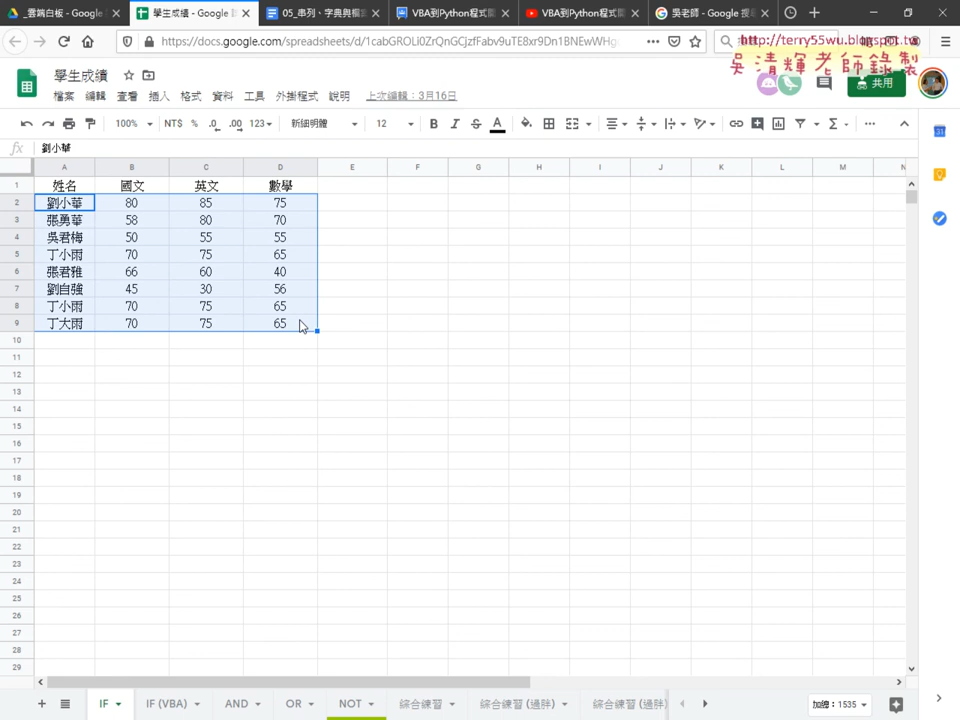 _雲端白板 - Google
學生成績 - Google
05_串列、字典與檔
VBA到Python程式開
VBA到Python程式開
吳老師 - Google 搜
https://docs.google.com/spreadsheets/d/1cabGROLi0ZrQnGCjzfFabv9uTE8xr9Dn1BNEwWHg
http://terry55wu.blogspot.tw
吳清輝老師錄製
學生成績
檔案 編輯 查看 插入 格式 資料 工具 外掛程式 說明 上次編輯：3月16日
共用
100% NT$ % .0 .00 123 新細明體 12 B I S A
fx 劉小華
A B C D E F G H I J K L M N
1 姓名 國文 英文 數學
2 劉小華 80 85 75
3 張勇華 58 80 70
4 吳君梅 50 55 55
5 丁小雨 70 75 65
6 張君雅 66 60 40
7 劉自強 45 30 56
8 丁小雨 70 75 65
9 丁大雨 70 75 65
10
11
12
13
14
15
16
17
18
19
20
21
22
23
24
25
26
27
28
29
IF IF (VBA) AND OR NOT 綜合練習 綜合練習 (過胖) 綜合練習 (過胖)
加總：1535